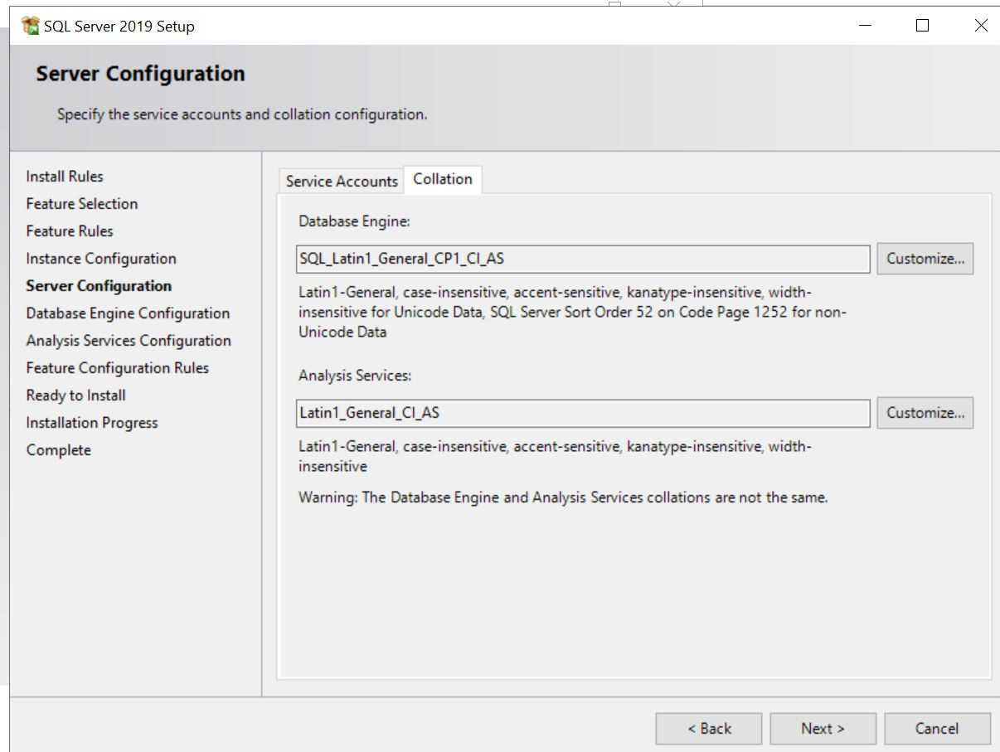 SQL Server 2019 Setup
Server Configuration
Specify the service accounts and collation configuration.
Install Rules
Feature Selection
Feature Rules
Instance Configuration
Server Configuration
Database Engine Configuration
Analysis Services Configuration
Feature Configuration Rules
Ready to Install
Installation Progress
Complete
Service Accounts
Collation
Database Engine:
SQL_Latin1_General_CP1_CI_AS
Customize...
Latin1-General, case-insensitive, accent-sensitive, kanatype-insensitive, width-
insensitive for Unicode Data, SQL Server Sort Order 52 on Code Page 1252 for non-
Unicode Data
Analysis Services:
Latin1_General_CI_AS
Customize...
Latin1-General, case-insensitive, accent-sensitive, kanatype-insensitive, width-
insensitive
Warning: The Database Engine and Analysis Services collations are not the same.
< Back
Next >
Cancel